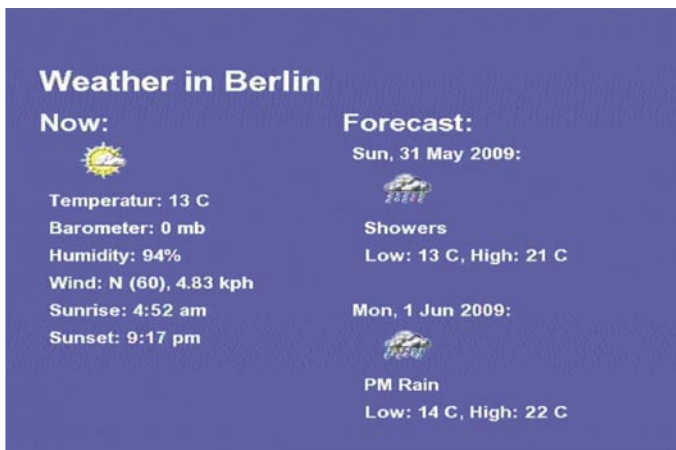 Weather in Berlin
Now:
Temperatur: 13 C
Barometer: 0 mb
Humidity: 94%
Wind: N (60), 4.83 kph
Sunrise: 4:52 am
Sunset: 9:17 pm
Forecast:
Sun, 31 May 2009:
Showers
Low: 13 C, High: 21 C
Mon, 1 Jun 2009:
PM Rain
Low: 14 C, High: 22 C